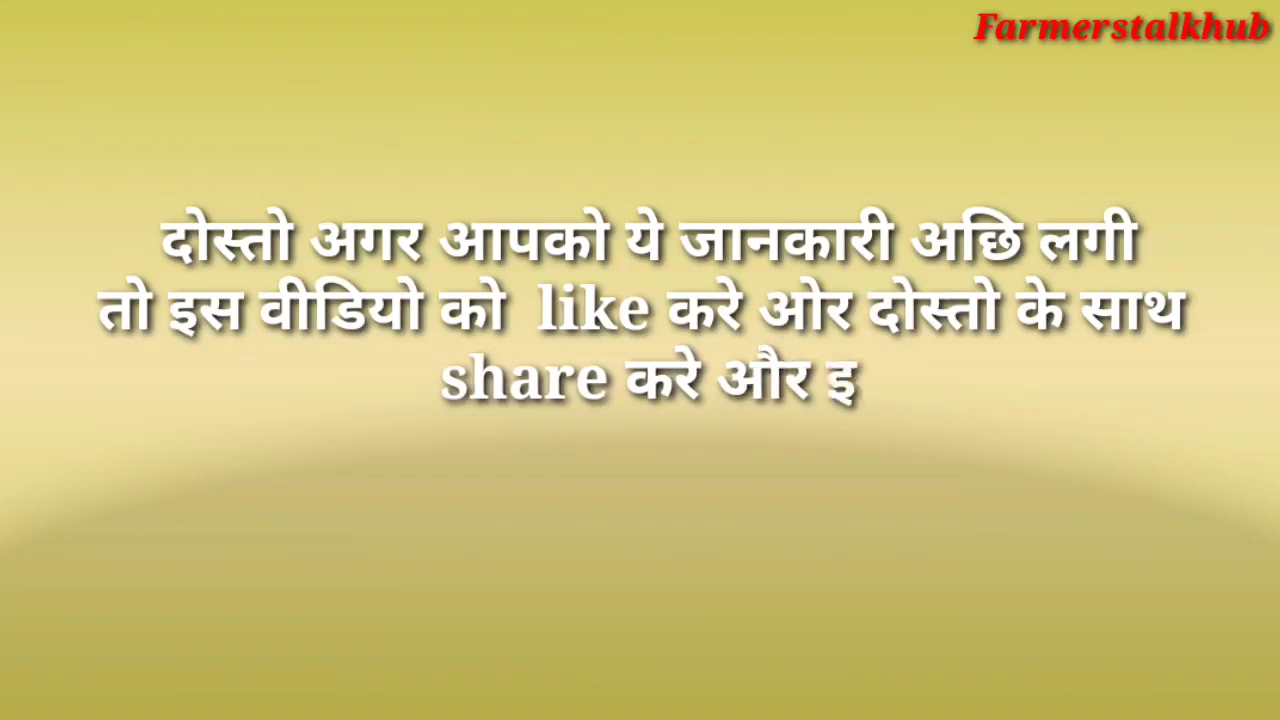 Farmerstalkhub
दोस्तो अगर आपको ये जानकारी अछि लगी
तो इस वीडियो को like करे ओर दोस्तो के साथ
share करे और इ